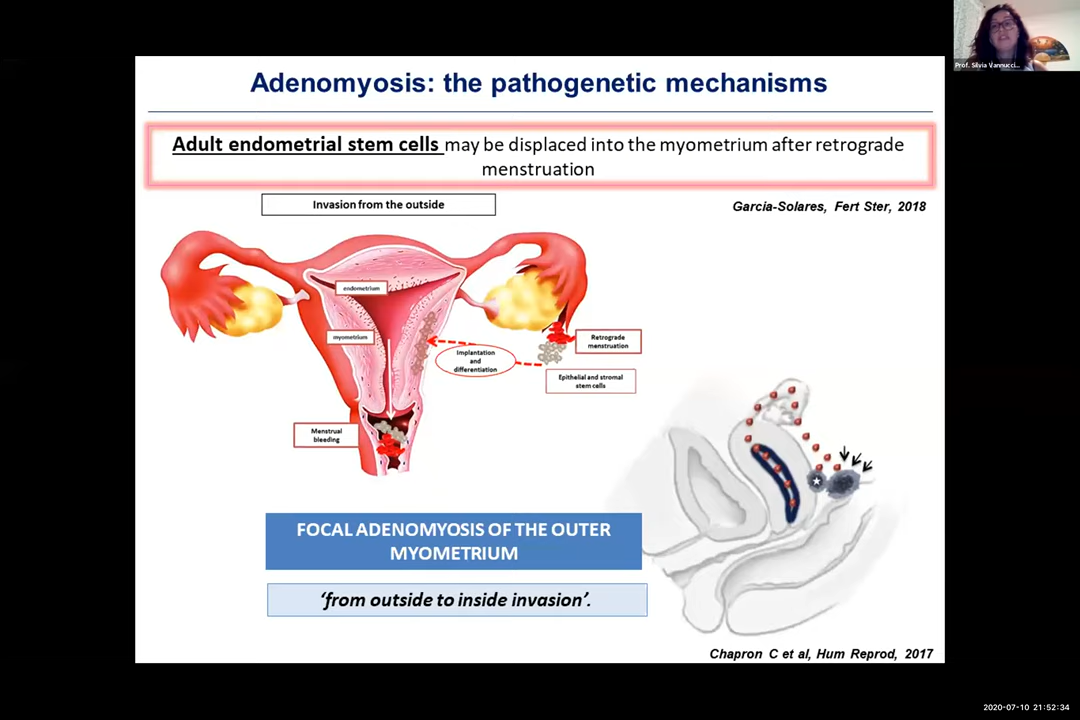 Prof. Silvia Vannucci...
Adenomyosis: the pathogenetic mechanisms
Adult endometrial stem cells may be displaced into the myometrium after retrograde
menstruation
Invasion from the outside
García-Solares, Fert Ster, 2018
endometrium
myometrium
Retrograde
menstruation
Implantation
and
differentiation
Epithelial and stromal
stem cells
Menstrual
bleeding
FOCAL ADENOMYOSIS OF THE OUTER
MYOMETRIUM
‘from outside to inside invasion’.
Chapron C et al, Hum Reprod, 2017
2020-07-10 21:52:34